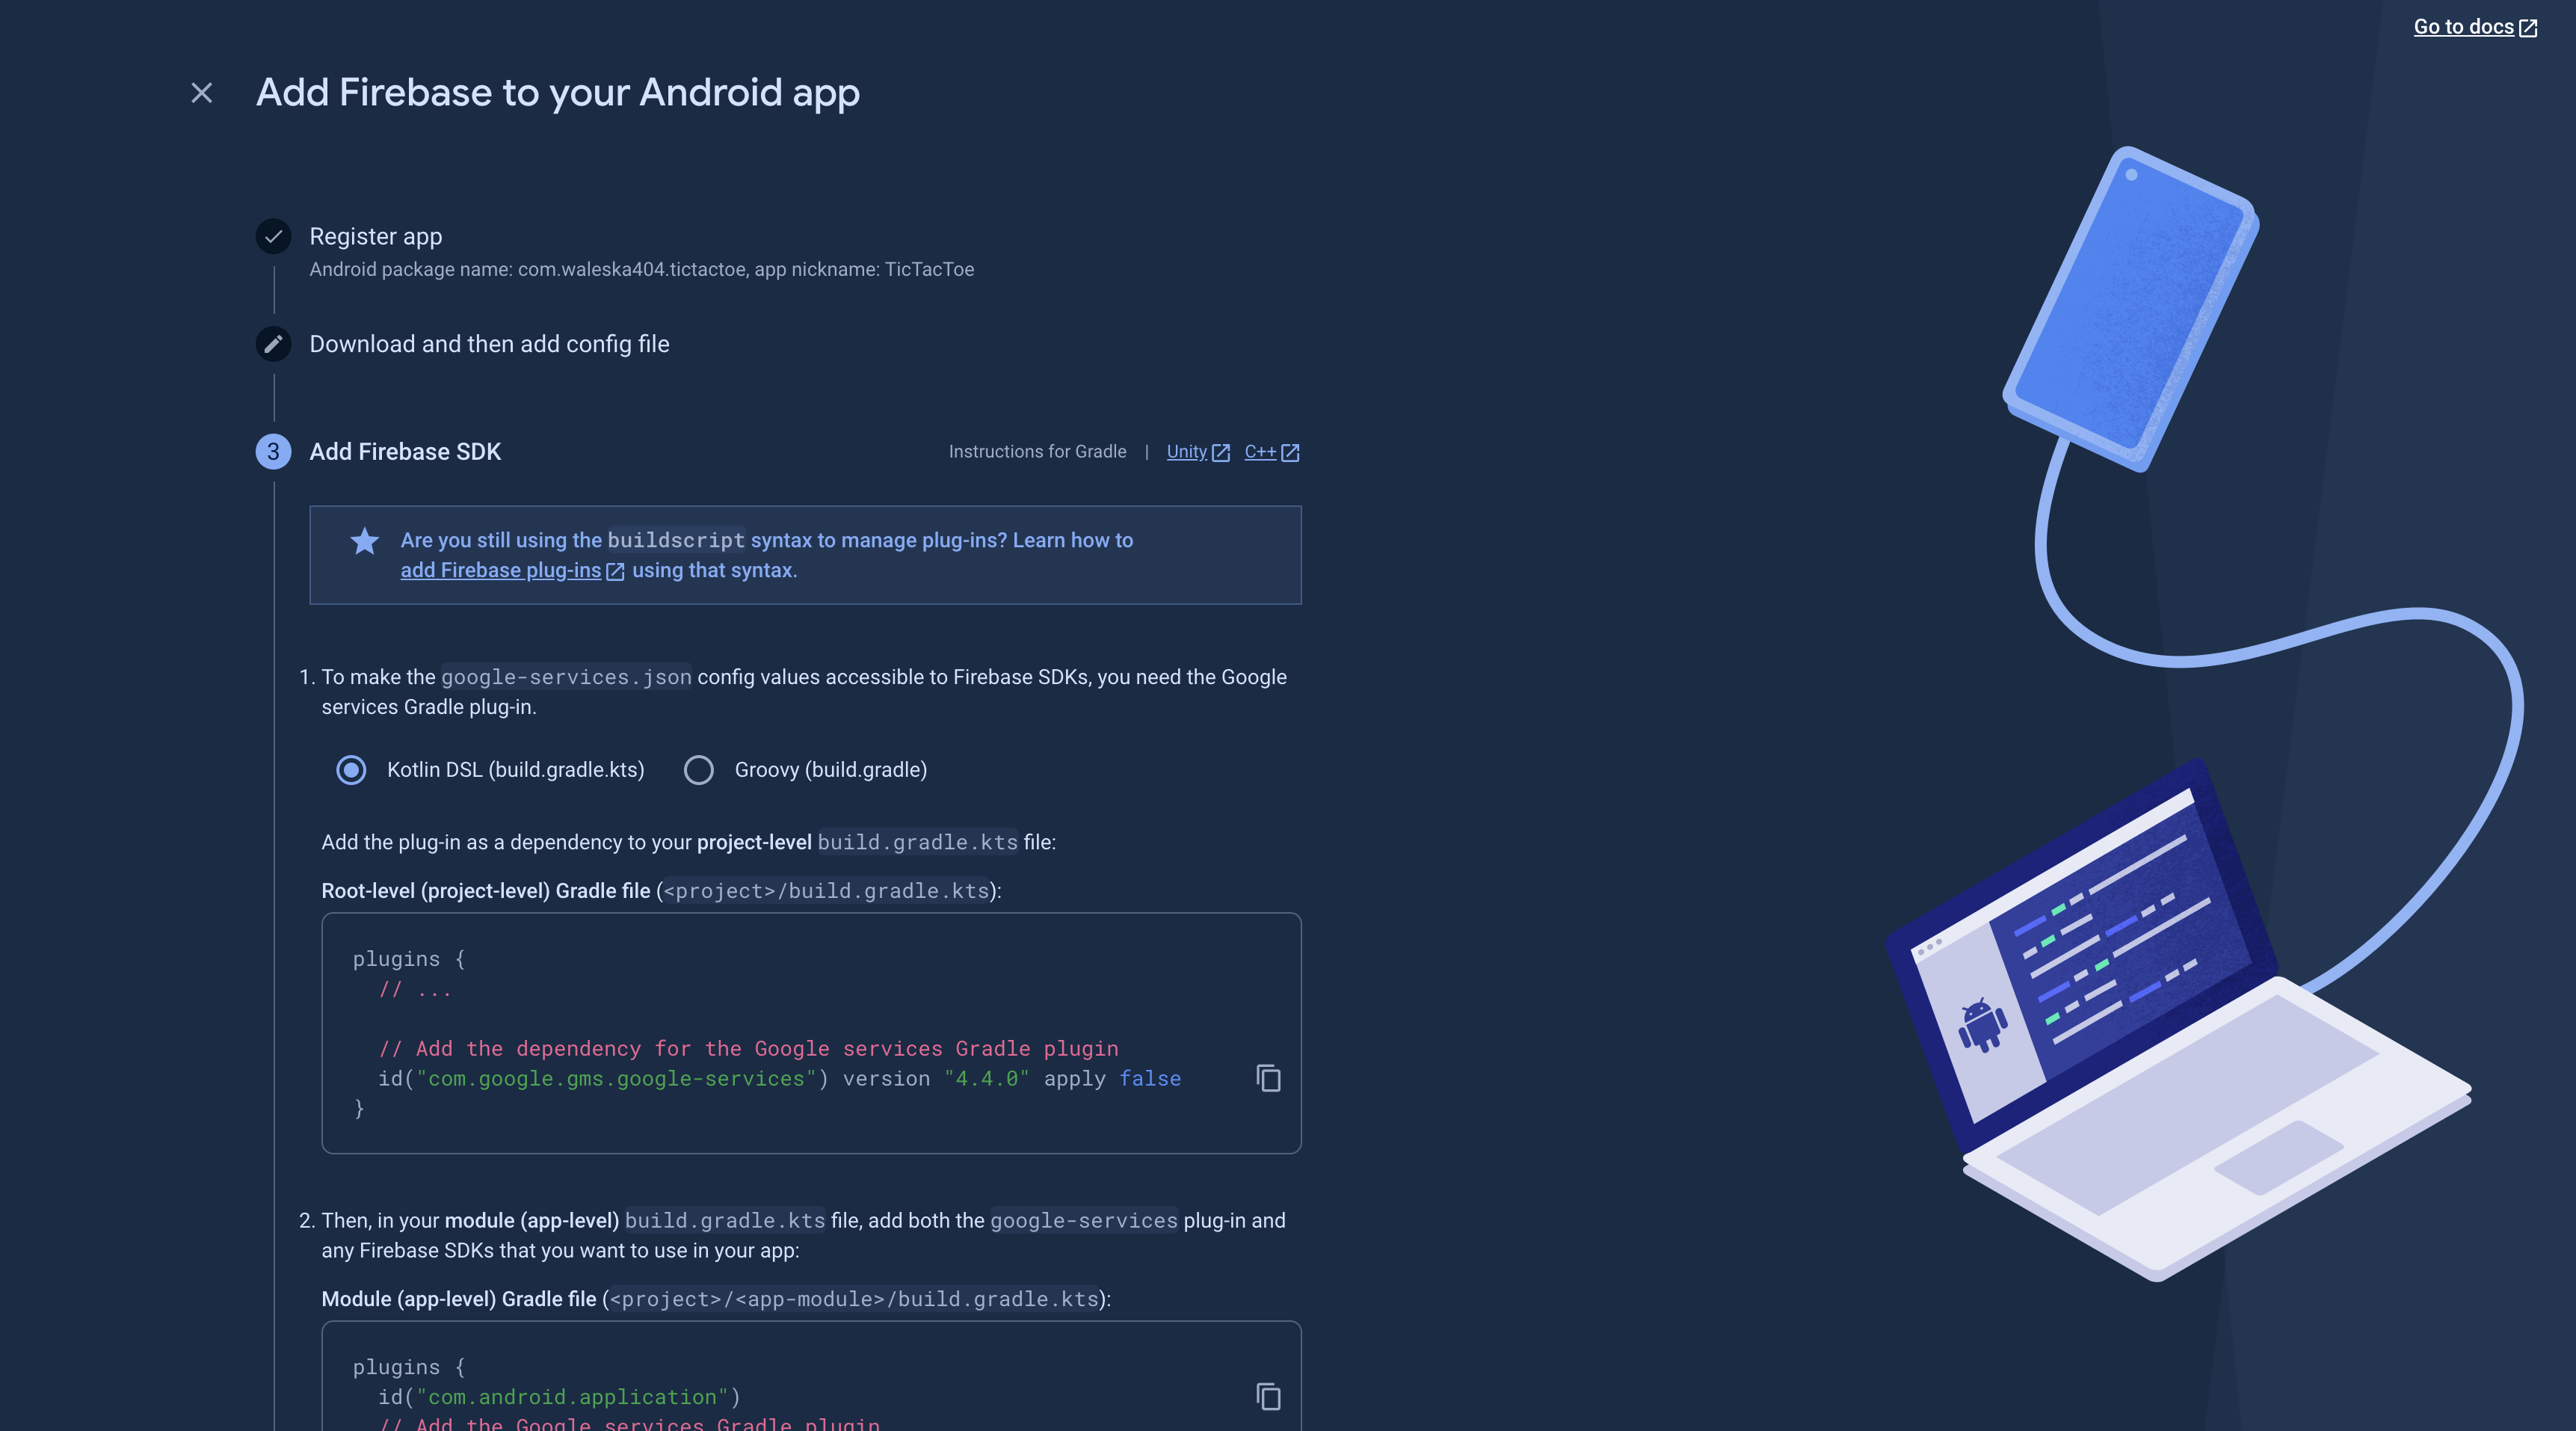 Go to docs
Add Firebase to your Android app
Register app
Android package name: com.waleska404.tictactoe, app nickname: TicTacToe
Download and then add config file
3 Add Firebase SDK
Instructions for Gradle | Unity C++
Are you still using the buildscript syntax to manage plug-ins? Learn how to
add Firebase plug-ins using that syntax.
1. To make the google-services.json config values accessible to Firebase SDKs, you need the Google
services Gradle plug-in.
Kotlin DSL (build.gradle.kts) Groovy (build.gradle)
Add the plug-in as a dependency to your project-level build.gradle.kts file:
Root-level (project-level) Gradle file (<project>/build.gradle.kts):
plugins {
// ...
// Add the dependency for the Google services Gradle plugin
id("com.google.gms.google-services") version "4.4.0" apply false
}
2. Then, in your module (app-level) build.gradle.kts file, add both the google-services plug-in and
any Firebase SDKs that you want to use in your app:
Module (app-level) Gradle file (<project>/<app-module>/build.gradle.kts):
plugins {
id("com.android.application")
// Add the Google services Gradle plugin